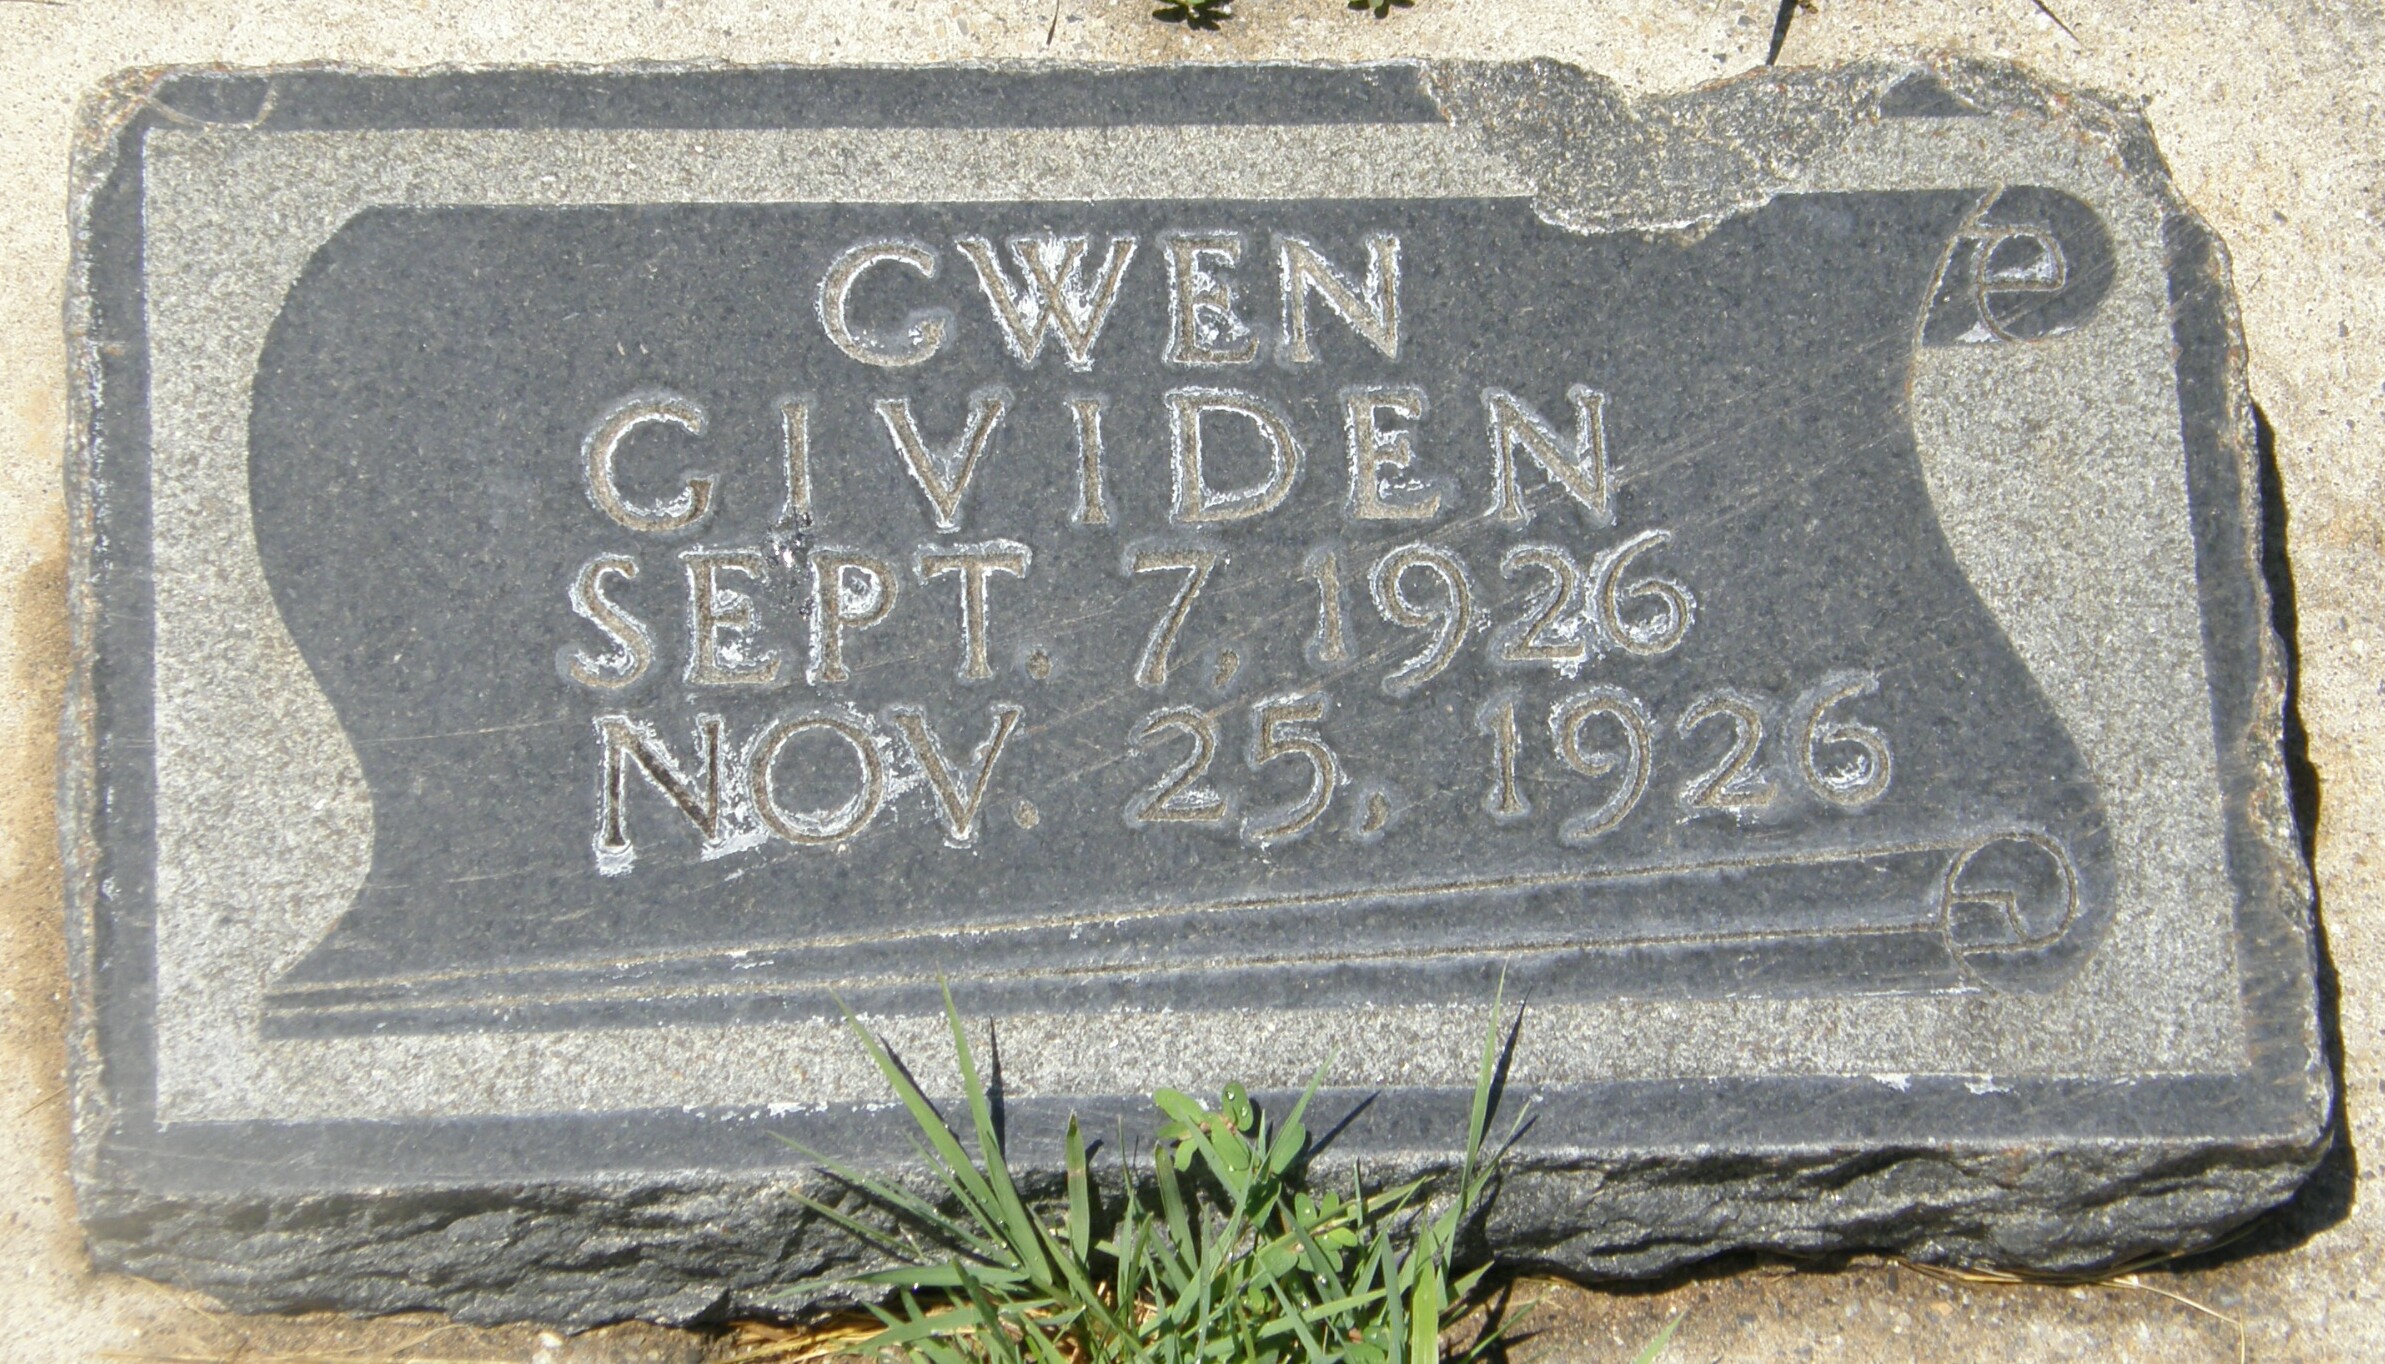 GWEN
GIVIDEN
SEPT. 7, 1926
NOV. 25, 1926